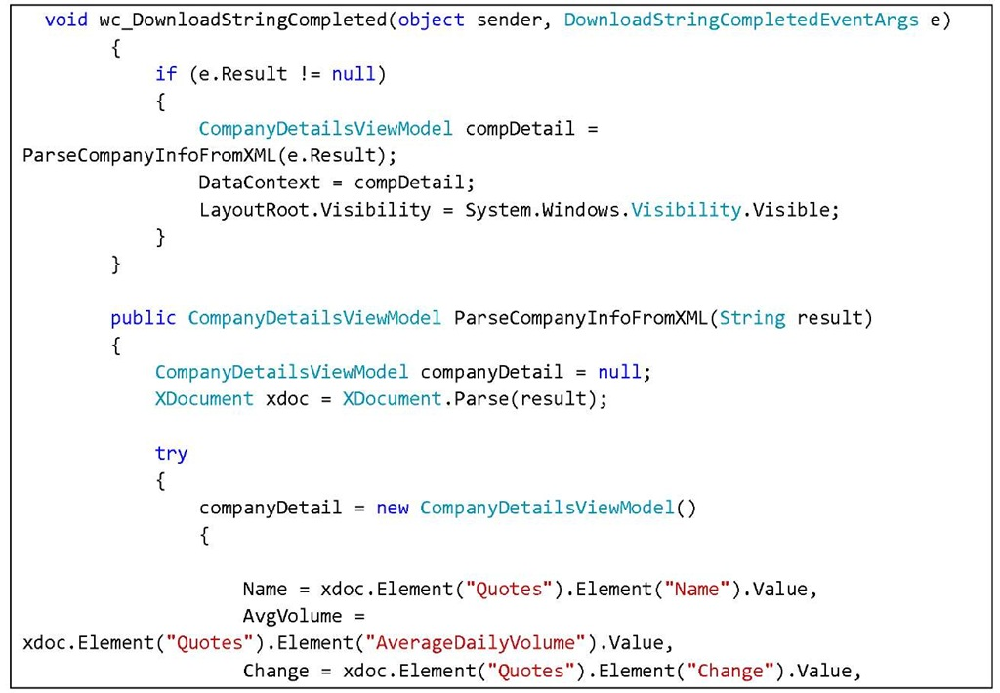 void wc_DownloadStringCompleted(object sender, DownloadStringCompletedEventArgs e)
{
if (e.Result != null)
{
CompanyDetailsViewModel compDetail =
ParseCompanyInfoFromXML(e.Result);
DataContext = compDetail;
LayoutRoot.Visibility = System.Windows.Visibility.Visible;
}
}
public CompanyDetailsViewModel ParseCompanyInfoFromXML(String result)
{
CompanyDetailsViewModel companyDetail = null;
XDocument xdoc = XDocument.Parse(result);
try
{
companyDetail = new CompanyDetailsViewModel()
{
Name = xdoc.Element("Quotes").Element("Name").Value,
AvgVolume =
xdoc.Element("Quotes").Element("AverageDailyVolume").Value,
Change = xdoc.Element("Quotes").Element("Change").Value,